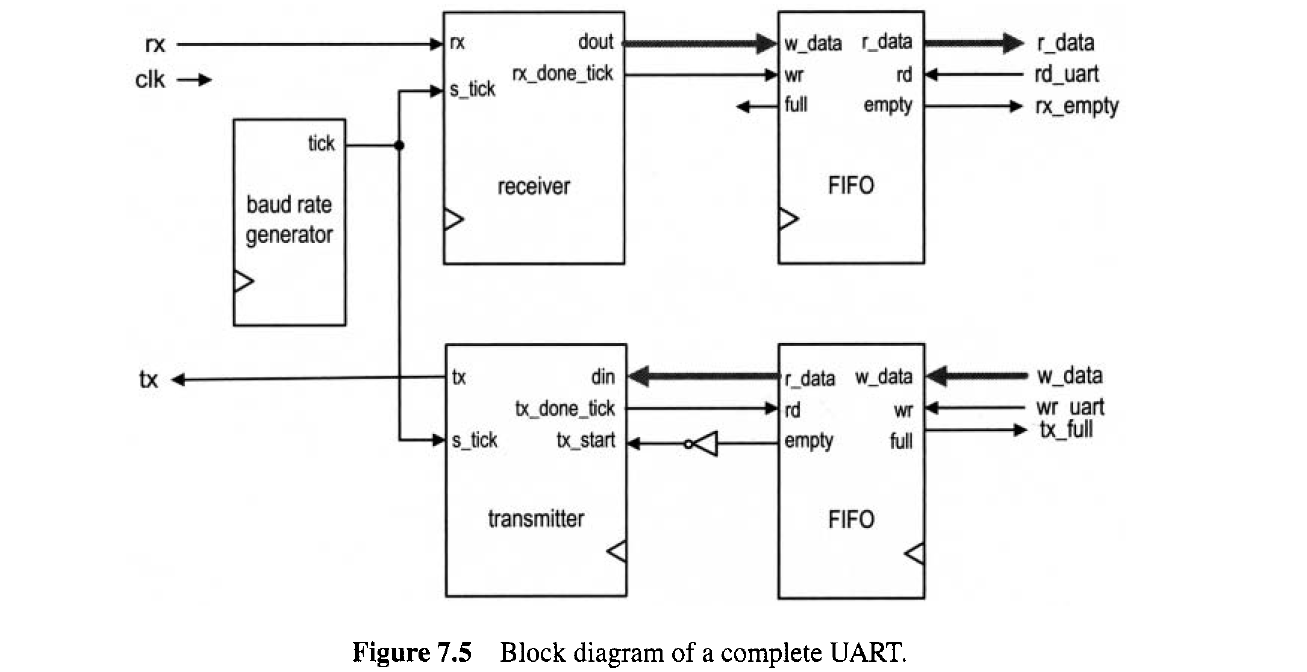 rx
clk
tick
baud rate
generator
rx
dout
rx_done_tick
s_tick
receiver
w_data
r_data
wr
rd
full
empty
FIFO
r_data
rd_uart
rx_empty
tx
tx
din
tx_done_tick
s_tick
tx_start
transmitter
r_data
w_data
rd
wr
empty
full
FIFO
w_data
wr uart
tx_full
Figure 7.5 Block diagram of a complete UART.